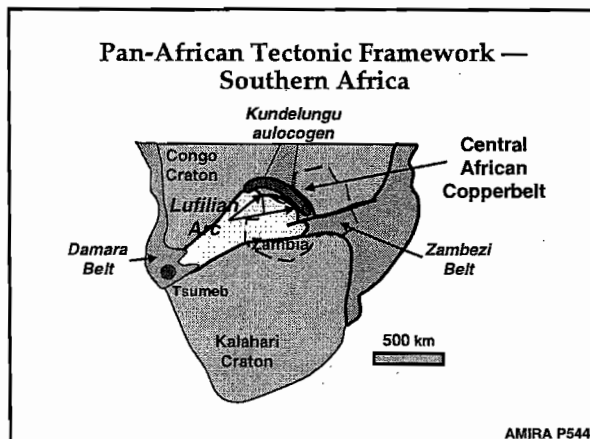 Pan-African Tectonic Framework —
Southern Africa
Kundelungu
aulocogen
Congo
Craton
Central
African
Copperbelt
Lufilian
Arc
Damara
Belt
Zambia
Zambezi
Belt
Tsumeb
Kalahari
Craton
500 km
AMIRA P544